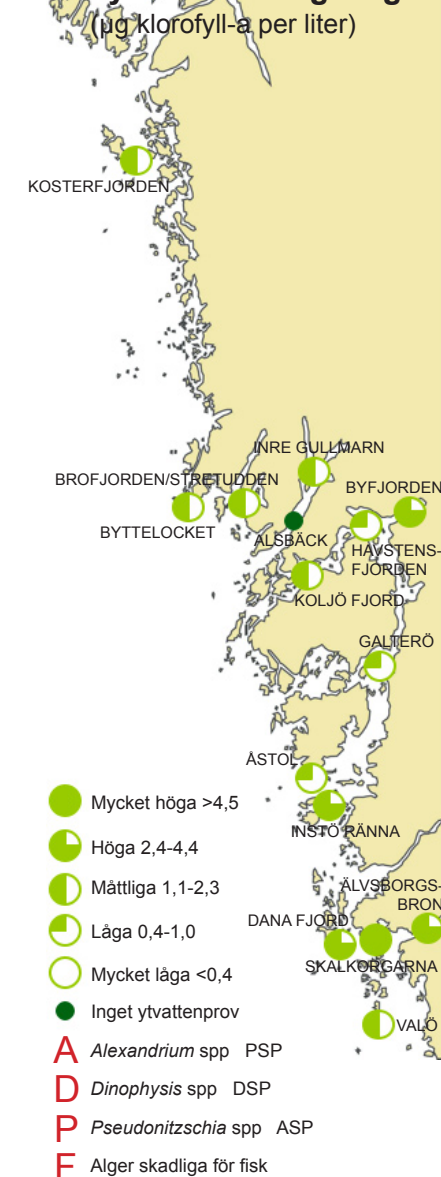 (µg klorofyll-a per liter)
KOSTERFJORDEN
INRE GULLMARN
BROFJORDEN/STRETUDDEN
BYFJORDEN
BYTTELOCKET
ALSBÄCK
HAVSTENS-
FJORDEN
KOLJÖ FJORD
GALTERÖ
ÅSTOL
INSTÖ RÄNNA
ÄLVSBORGS-
BRON
DANA FJORD
SKALKORGARNA
VALÖ
Mycket höga >4,5
Höga 2,4-4,4
Måttliga 1,1-2,3
Låga 0,4-1,0
Mycket låga <0,4
Inget ytvattenprov
A Alexandrium spp PSP
D Dinophysis spp DSP
P Pseudonitzschia spp ASP
F Alger skadliga för fisk